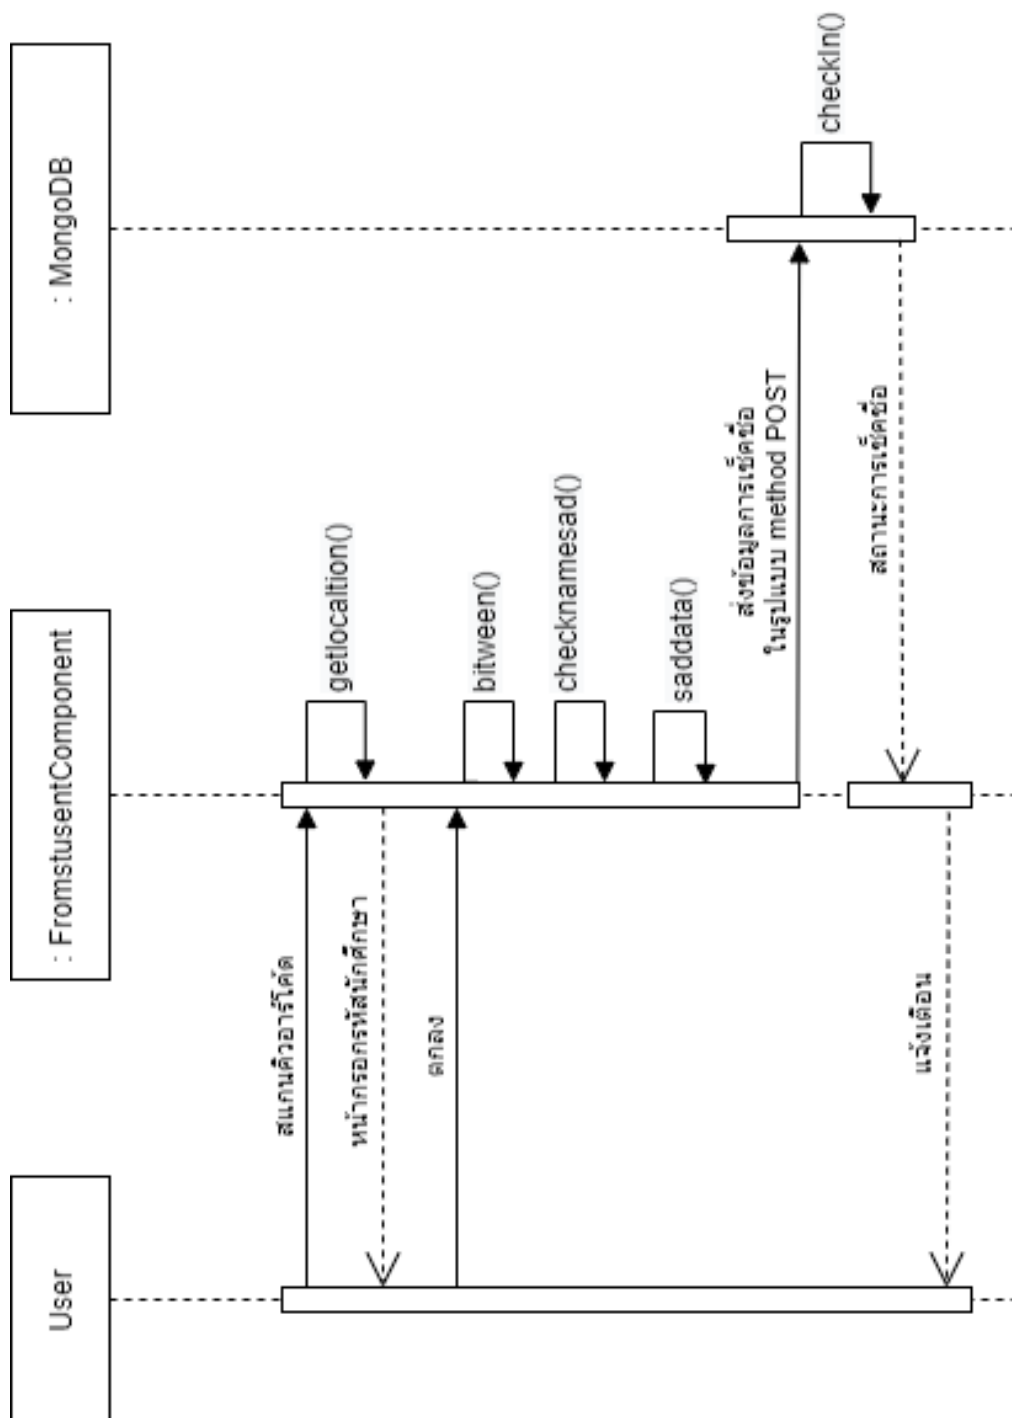 User
: FromstusentComponent
: MongoDB
สแกนคิวอาร์โค้ด
getlocaltion()
หน้ากรอกรหัสนักศึกษา
ตกลง
bitween()
checknamesad()
saddata()
ส่งข้อมูลการเช็คชื่อ
ในรูปแบบ method POST
checkIn()
สถานะการเช็คชื่อ
แจ้งเตือน